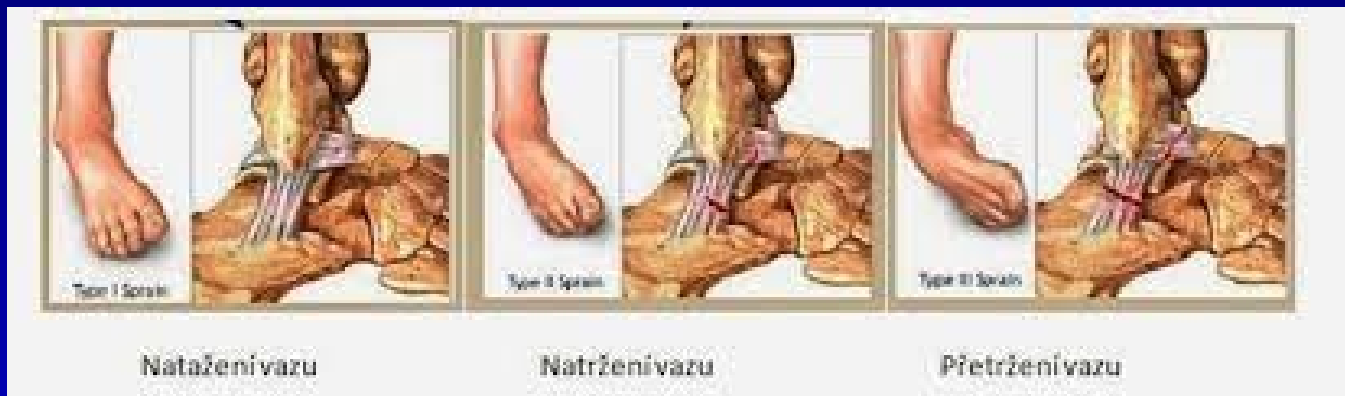 Type I Sprain
Type II Sprain
Type III Sprain
Natažení vazu
Natržení vazu
Přetržení vazu